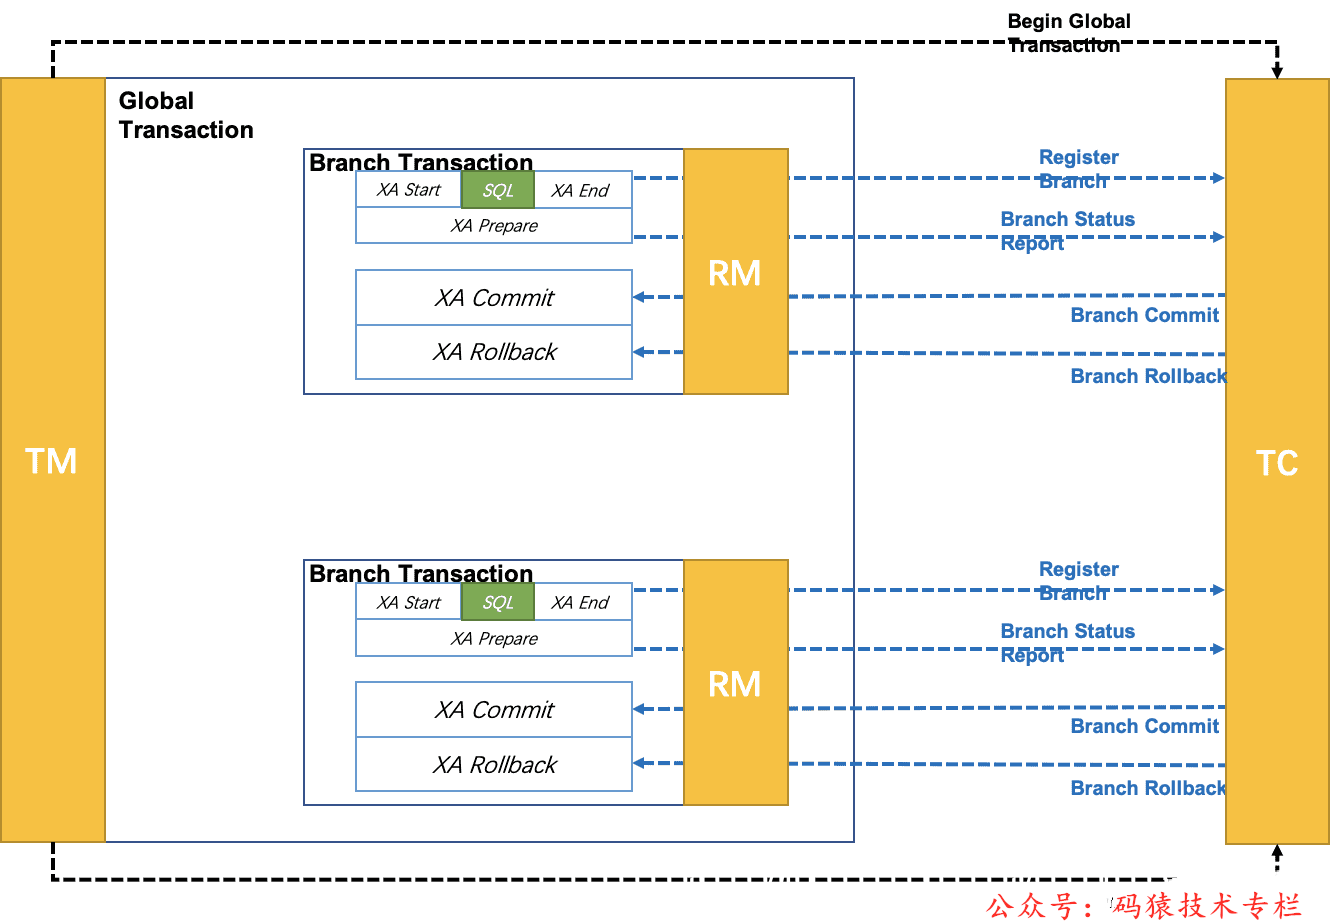 Begin Global
Transaction
Global
Transaction
Branch Transaction
XA Start
SQL
XA End
XA Prepare
XA Commit
XA Rollback
RM
Register
Branch
Branch Status
Report
Branch Commit
Branch Rollback
TM
TC
Branch Transaction
XA Start
SQL
XA End
XA Prepare
XA Commit
XA Rollback
RM
Register
Branch
Branch Status
Report
Branch Commit
Branch Rollback
公众号：码猿技术专栏